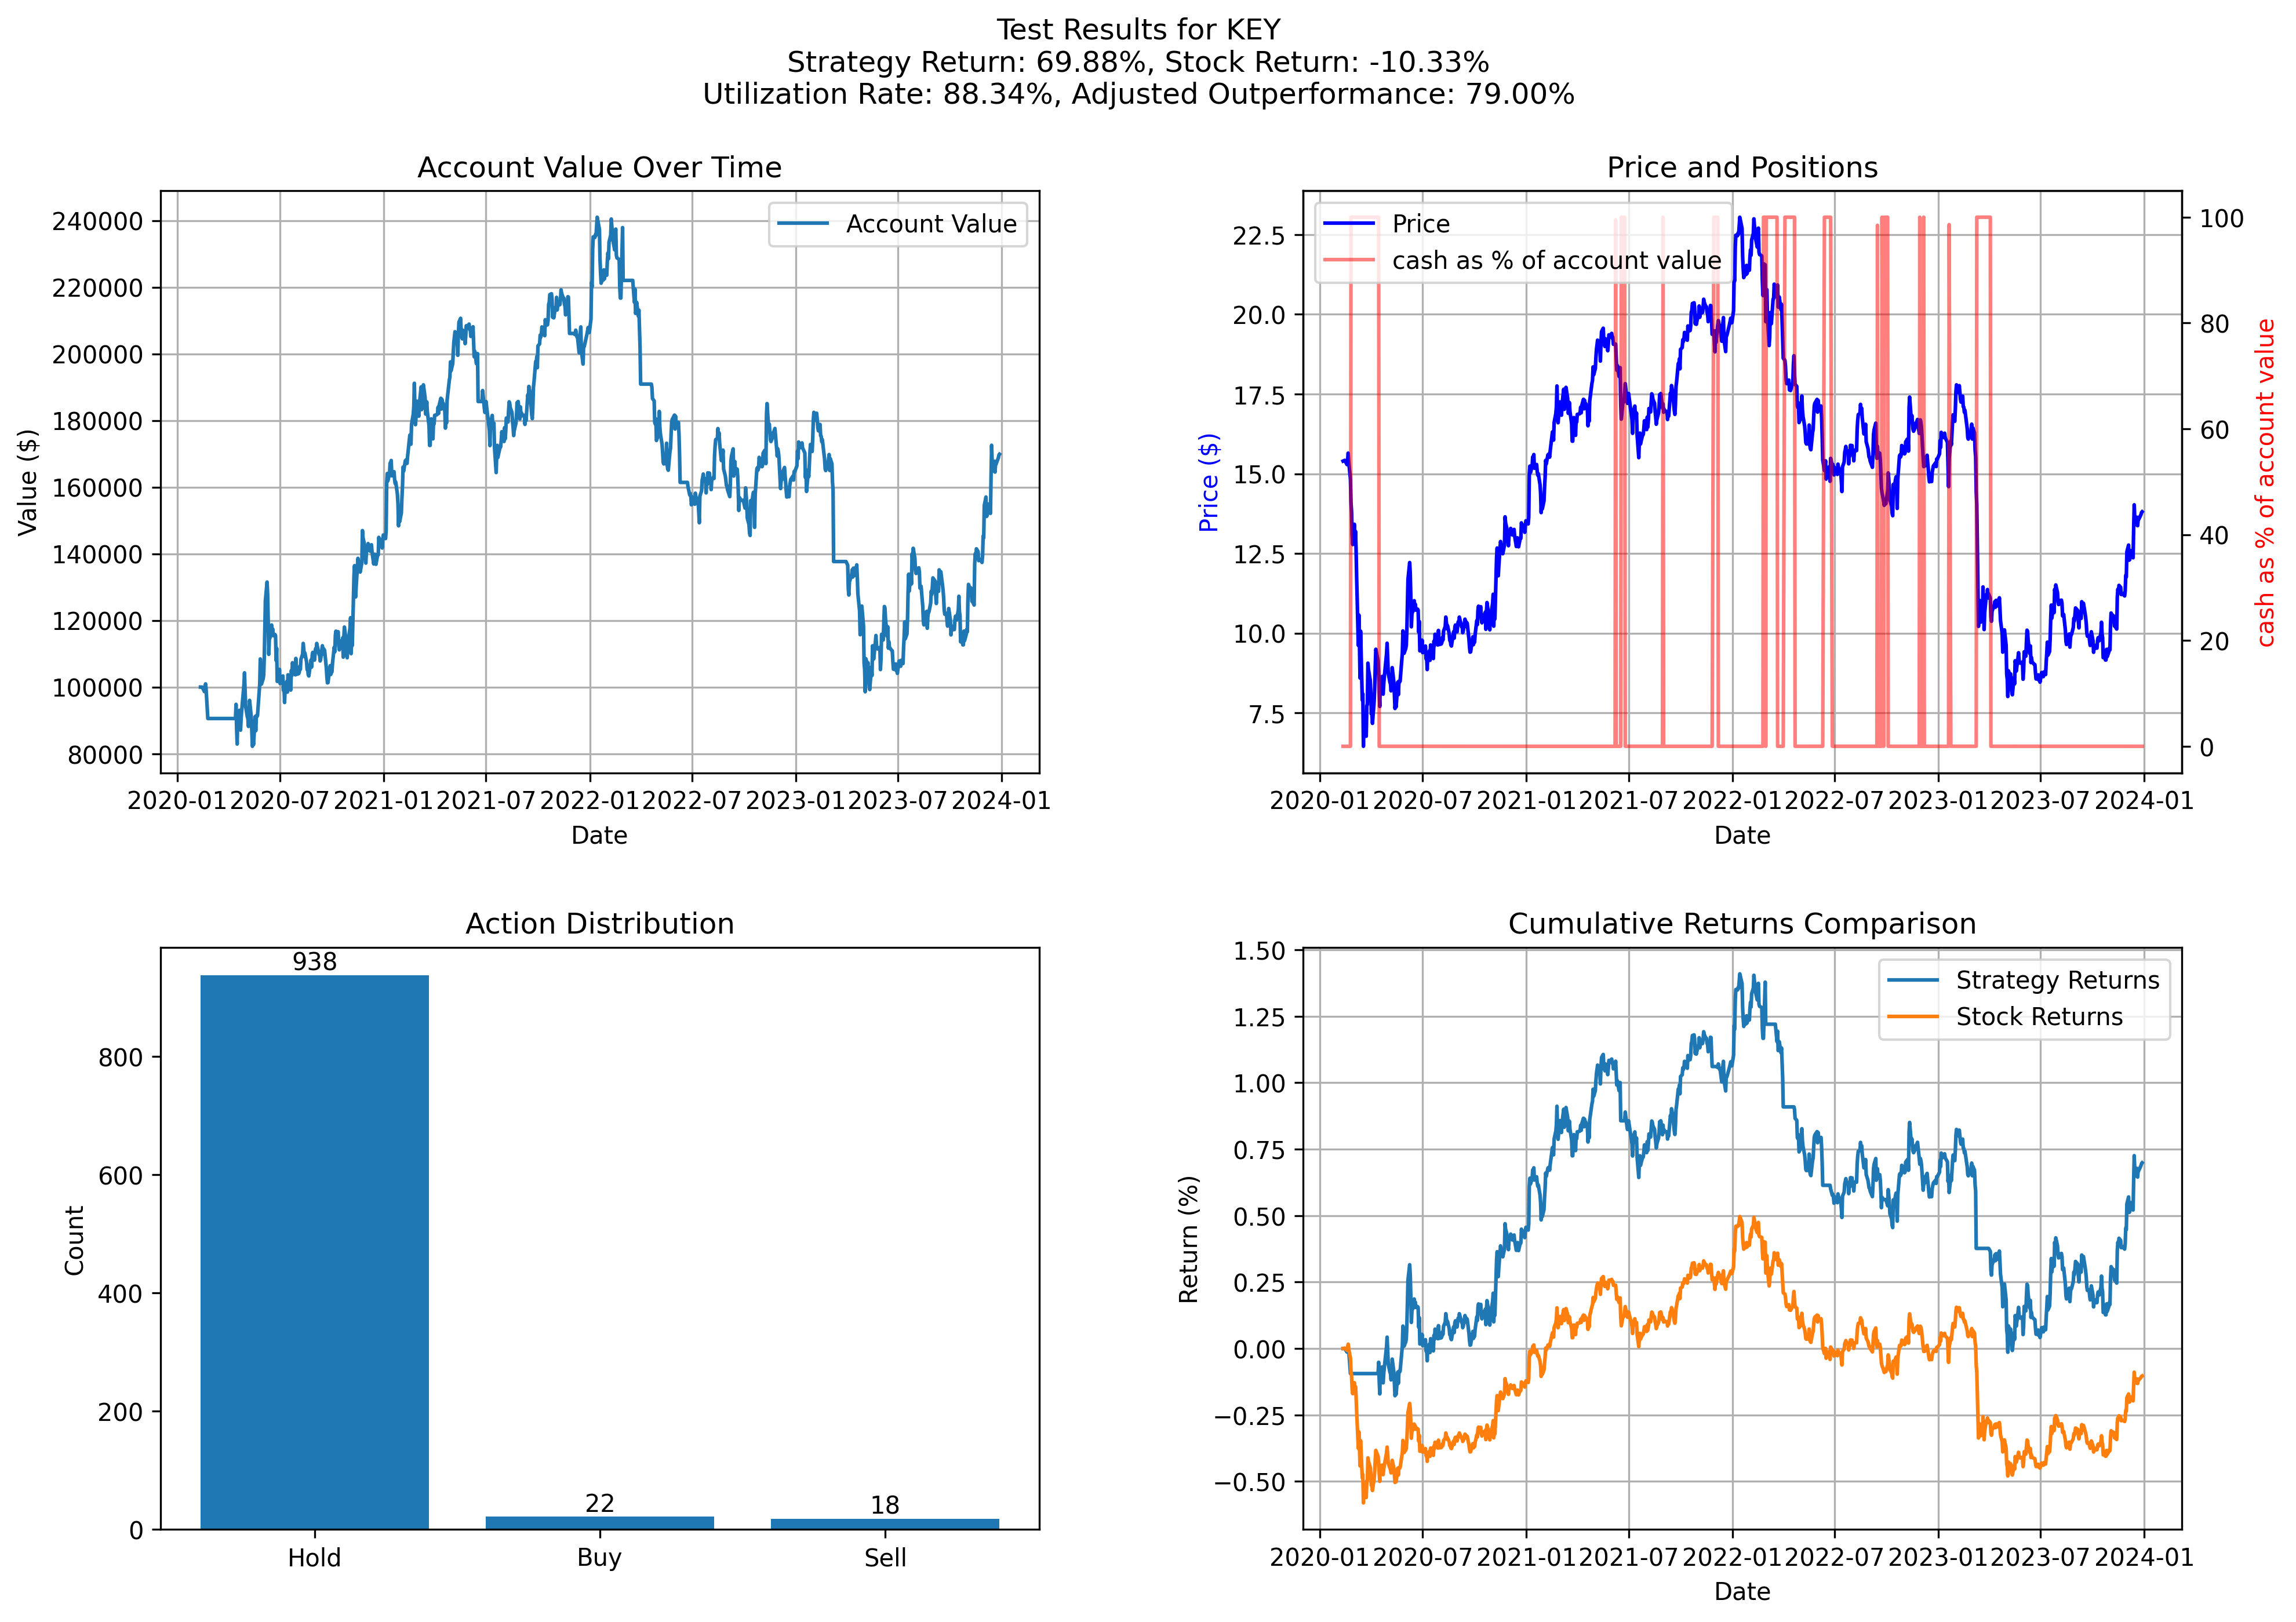 Test Results for KEY
Strategy Return: 69.88%, Stock Return: -10.33%
Utilization Rate: 88.34%, Adjusted Outperformance: 79.00%
Account Value Over Time
Account Value
240000
220000
200000
180000
160000
140000
120000
100000
80000
Value ($)
2020-01 2020-07 2021-01 2021-07 2022-01 2022-07 2023-01 2023-07 2024-01
Date
Price and Positions
Price
cash as % of account value
22.5
20.0
17.5
15.0
12.5
10.0
7.5
Price ($)
100
80
60
40
20
0
cash as % of account value
2020-01 2020-07 2021-01 2021-07 2022-01 2022-07 2023-01 2023-07 2024-01
Date
Action Distribution
938
22
18
800
600
400
200
0
Count
Hold Buy Sell
Cumulative Returns Comparison
Strategy Returns
Stock Returns
1.50
1.25
1.00
0.75
0.50
0.25
0.00
−0.25
−0.50
Return (%)
2020-01 2020-07 2021-01 2021-07 2022-01 2022-07 2023-01 2023-07 2024-01
Date